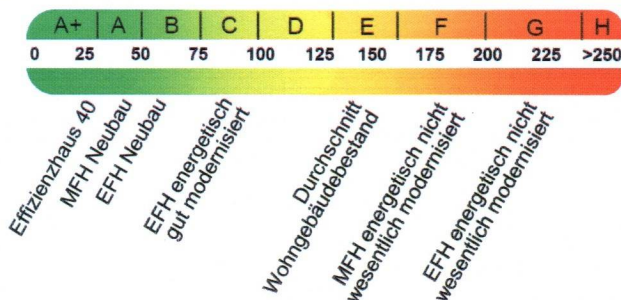 A+ A B C D E F G H
0 25 50 75 100 125 150 175 200 225 >250
Effizienzhaus 40
MFH Neubau
EFH Neubau
EFH energetisch
gut modernisiert
Durchschnitt
Wohngebäudebestand
MFH energetisch nicht
wesentlich modernisiert
EFH energetisch nicht
wesentlich modernisiert